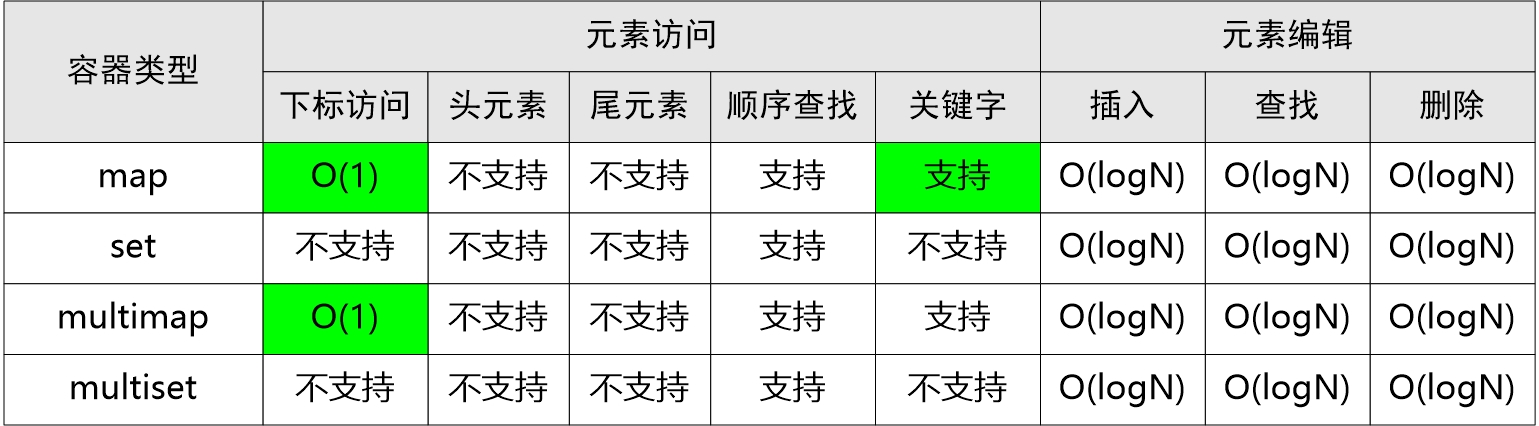 容器类型 元素访问 元素编辑
下标访问 头元素 尾元素 顺序查找 关键字 插入 查找 删除
map O(1) 不支持 不支持 支持 支持 O(logN) O(logN) O(logN)
set 不支持 不支持 不支持 支持 不支持 O(logN) O(logN) O(logN)
multimap O(1) 不支持 不支持 支持 支持 O(logN) O(logN) O(logN)
multiset 不支持 不支持 不支持 支持 不支持 O(logN) O(logN) O(logN)